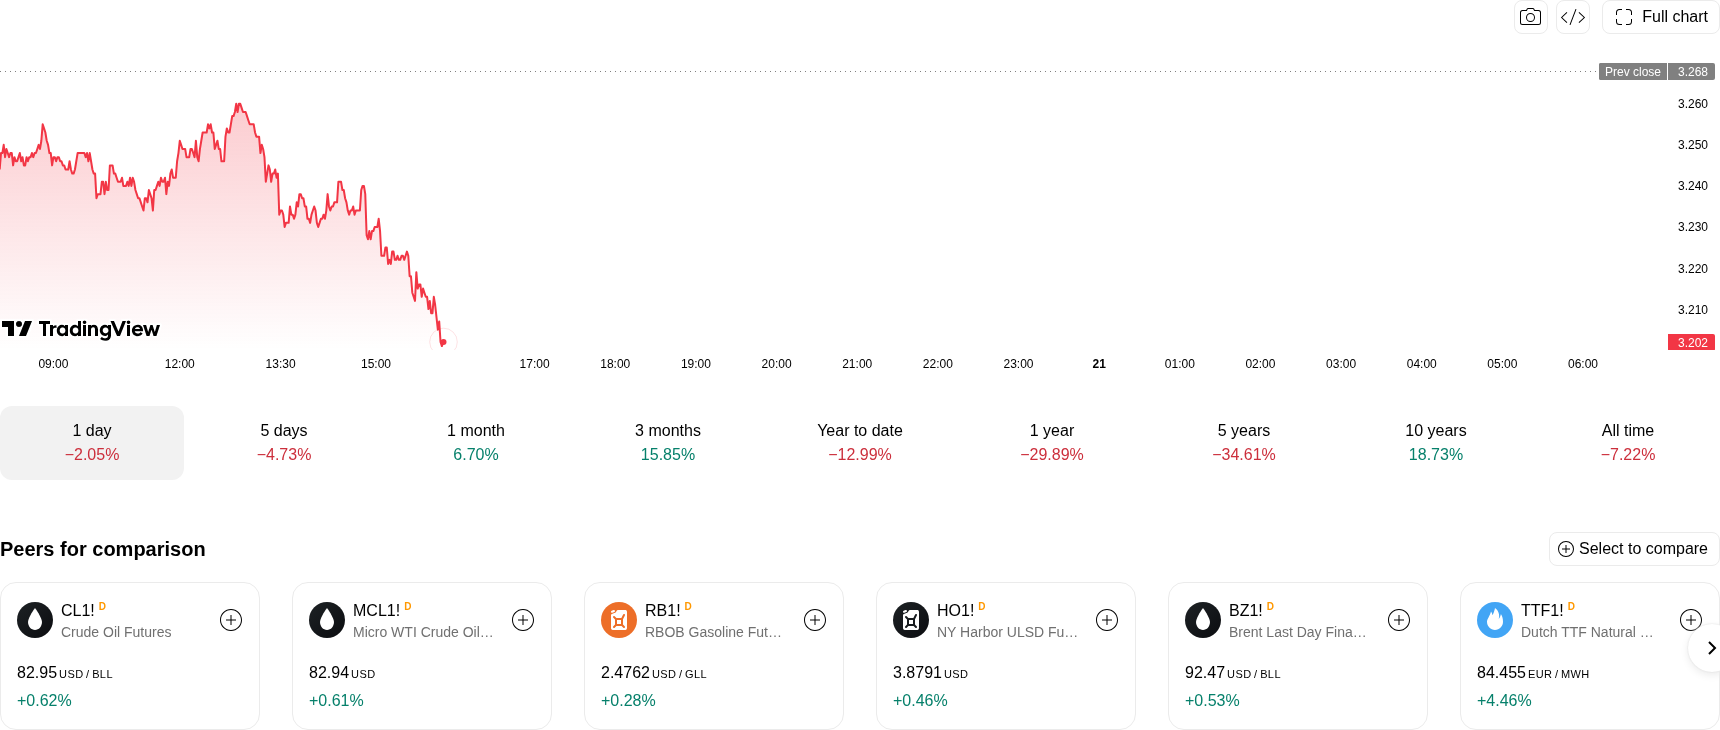 Full chart
Prev close 3.268
3.260
3.250
3.240
3.230
3.220
3.210
3.202
TradingView
09:00 12:00 13:30 15:00 17:00 18:00 19:00 20:00 21:00 22:00 23:00 21 01:00 02:00 03:00 04:00 05:00 06:00
1 day 5 days 1 month 3 months Year to date 1 year 5 years 10 years All time
−2.05% −4.73% 6.70% 15.85% −12.99% −29.89% −34.61% 18.73% −7.22%
Peers for comparison
Select to compare
CL1! D
Crude Oil Futures
82.95 USD / BLL
+0.62%
MCL1! D
Micro WTI Crude Oil…
82.94 USD
+0.61%
RB1! D
RBOB Gasoline Fut…
2.4762 USD / GLL
+0.28%
HO1! D
NY Harbor ULSD Fu…
3.8791 USD
+0.46%
BZ1! D
Brent Last Day Fina…
92.47 USD / BLL
+0.53%
TTF1! D
Dutch TTF Natural …
84.455 EUR / MWH
+4.46%